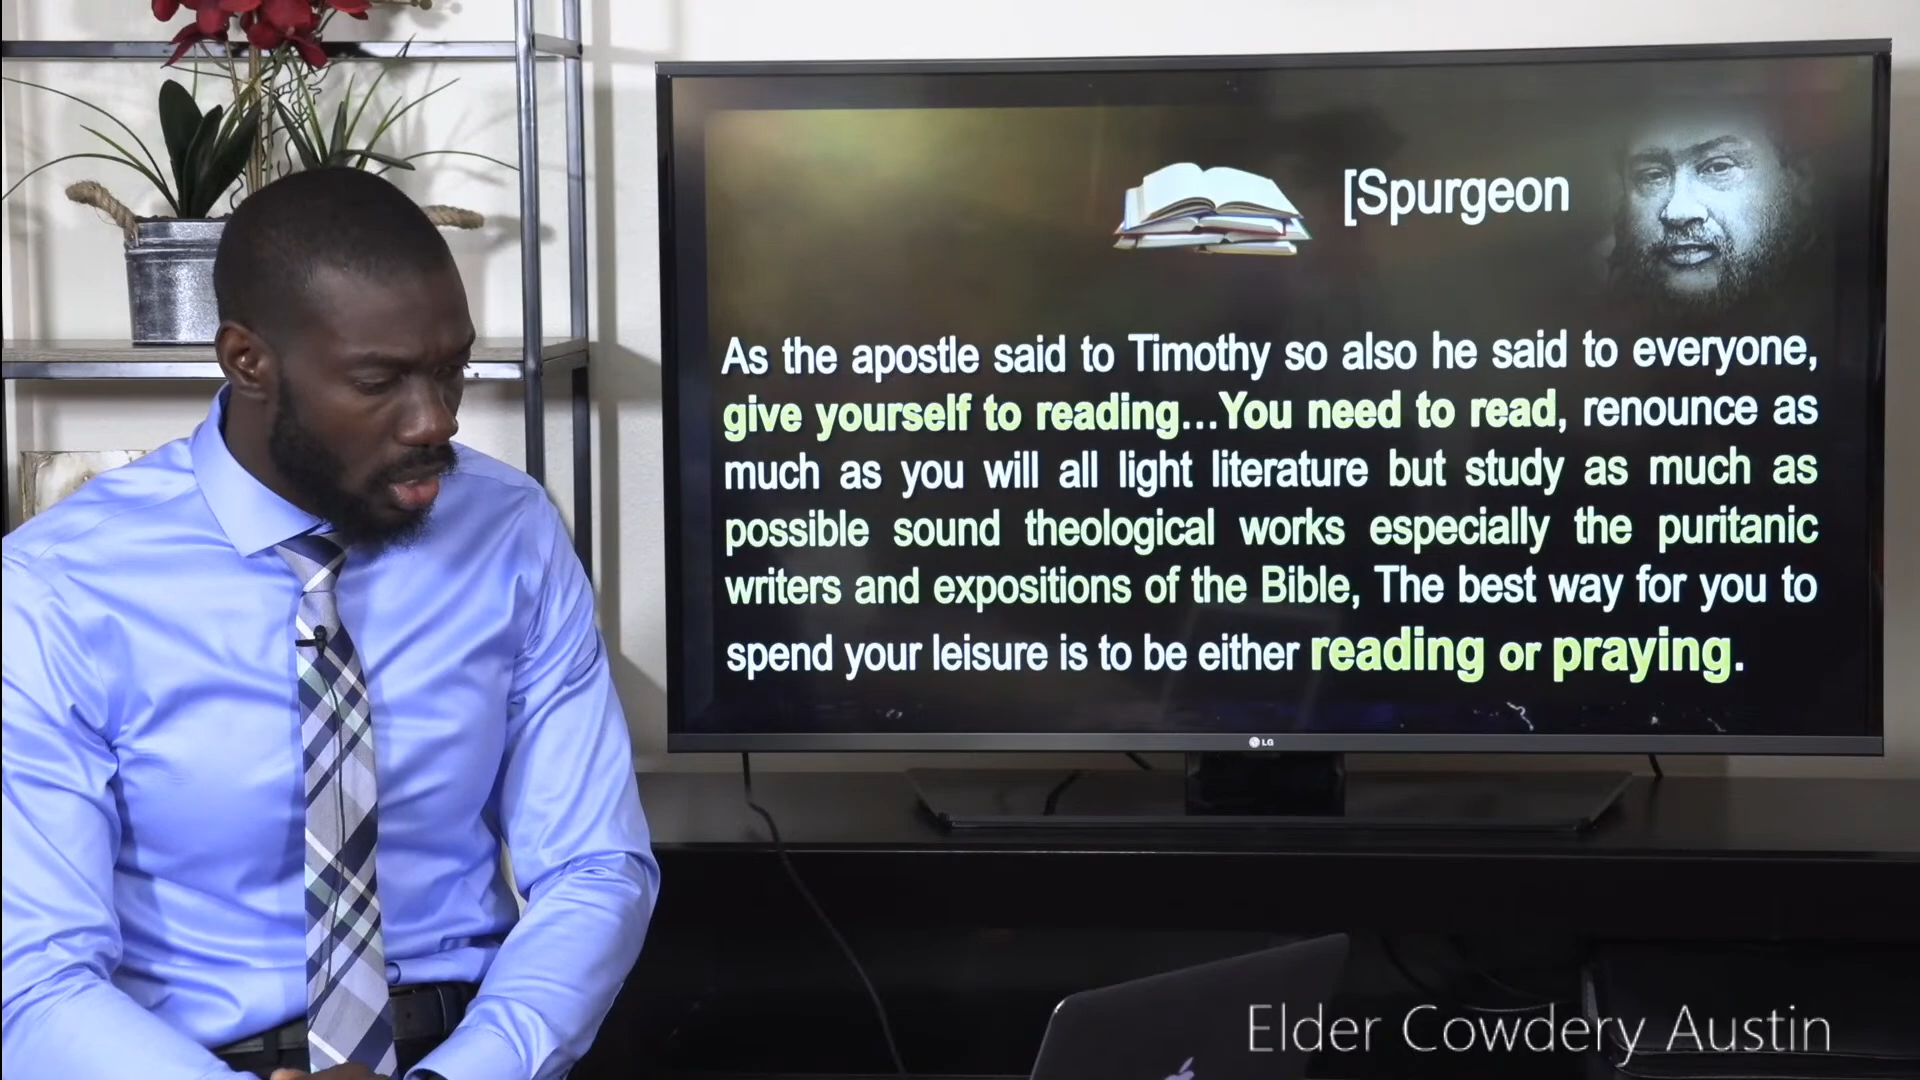 [Spurgeon
As the apostle said to Timothy so also he said to everyone,
give yourself to reading...You need to read, renounce as
much as you will all light literature but study as much as
possible sound theological works especially the puritanic
writers and expositions of the Bible, The best way for you to
spend your leisure is to be either reading or praying.
LG
Elder Cowdery Austin